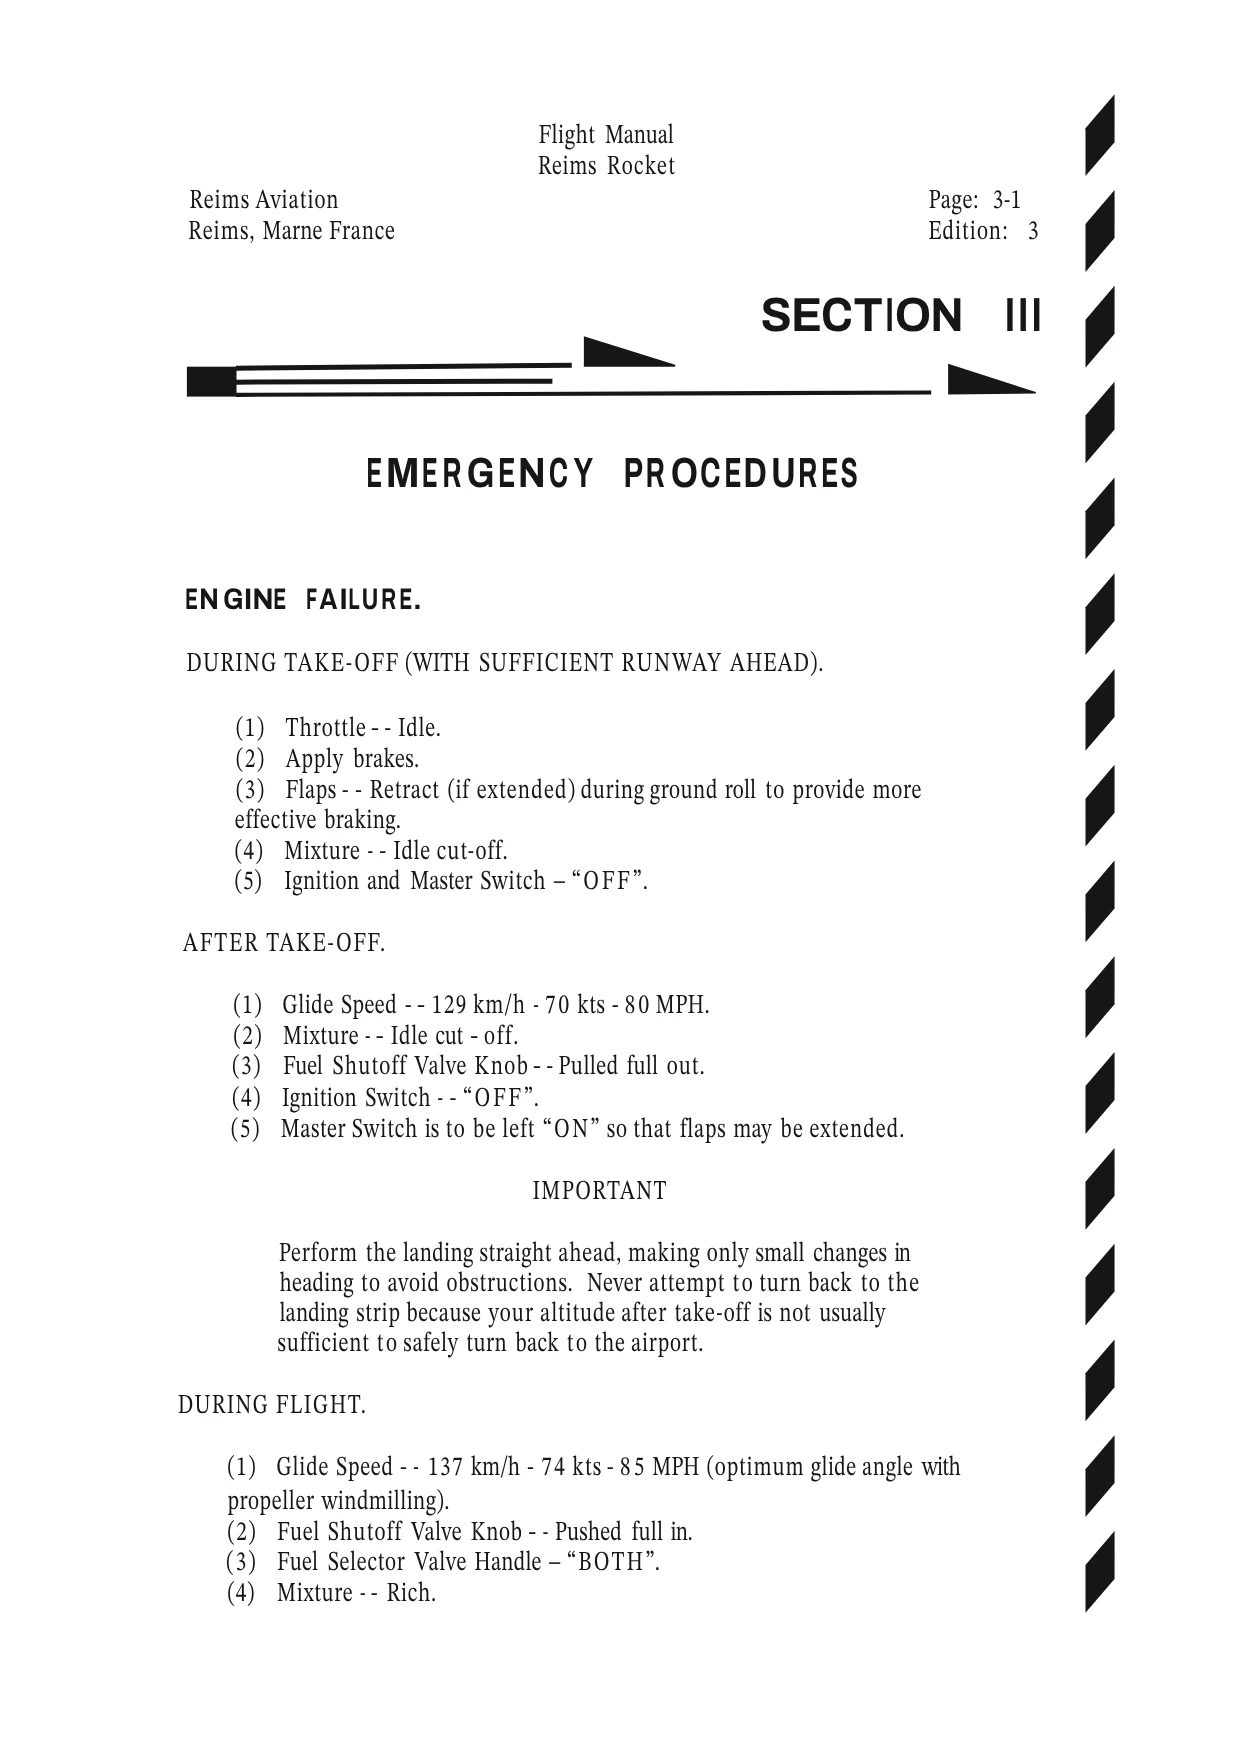 Flight Manual
Reims Rocket
Reims Aviation
Page: 3-1
Reims, Marne France
Edition: 3
SECTION III
EMERGENCY PROCEDURES
ENGINE FAILURE.
DURING TAKE-OFF (WITH SUFFICIENT RUNWAY AHEAD).
(1) Throttle - - Idle.
(2) Apply brakes.
(3) Flaps - - Retract (if extended) during ground roll to provide more
effective braking.
(4) Mixture - - Idle cut-off.
(5) Ignition and Master Switch – “OFF”.
AFTER TAKE-OFF.
(1) Glide Speed - - 129 km/h - 70 kts - 80 MPH.
(2) Mixture - - Idle cut - off.
(3) Fuel Shutoff Valve Knob - - Pulled full out.
(4) Ignition Switch - - “OFF”.
(5) Master Switch is to be left “ON” so that flaps may be extended.
IMPORTANT
Perform the landing straight ahead, making only small changes in
heading to avoid obstructions. Never attempt to turn back to the
landing strip because your altitude after take-off is not usually
sufficient to safely turn back to the airport.
DURING FLIGHT.
(1) Glide Speed - - 137 km/h - 74 kts - 85 MPH (optimum glide angle with
propeller windmilling).
(2) Fuel Shutoff Valve Knob - - Pushed full in.
(3) Fuel Selector Valve Handle – “BOTH”.
(4) Mixture - - Rich.